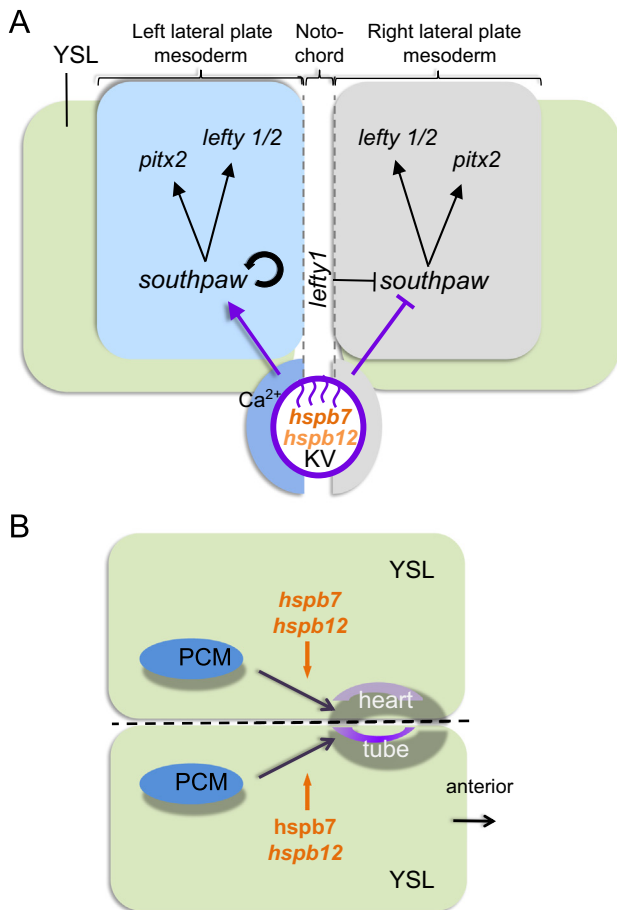 A
Left lateral plate mesoderm
Noto-chord
Right lateral plate mesoderm
YSL
pitx2
lefty 1/2
lefty 1/2
pitx2
southpaw
lefty1
southpaw
Ca²⁺
hspb7
hspb12
KV
B
YSL
hspb7
hspb12
PCM
heart
tube
PCM
anterior
hspb7
hspb12
YSL